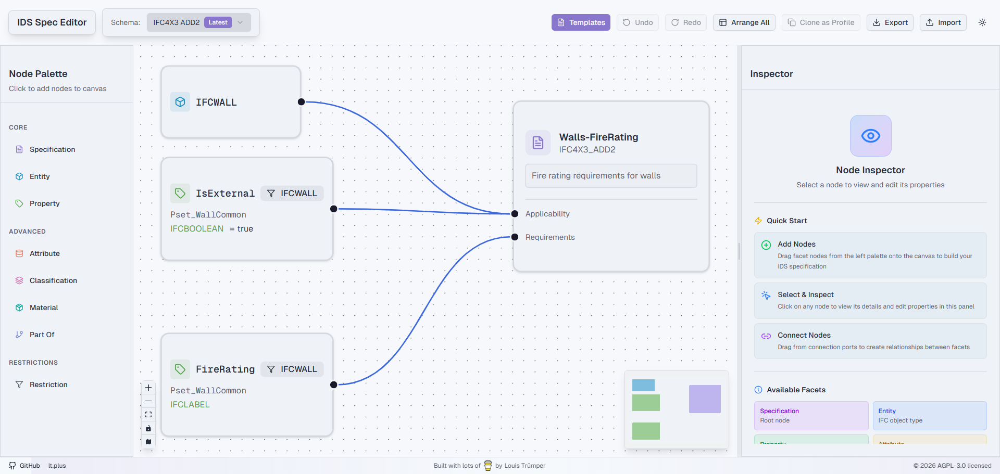 IDS Spec Editor
Schema: IFC4X3 ADD2 Latest
Templates
Undo
Redo
Arrange All
Clone as Profile
Export
Import
Node Palette
Click to add nodes to canvas
CORE
Specification
Entity
Property
ADVANCED
Attribute
Classification
Material
Part Of
RESTRICTIONS
Restriction
IFCWALL
IsExternal IFCWALL
Pset_WallCommon
IFCBOOLEAN = true
FireRating IFCWALL
Pset_WallCommon
IFCLABEL
Walls-FireRating
IFC4X3_ADD2
Fire rating requirements for walls
Applicability
Requirements
Inspector
Node Inspector
Select a node to view and edit its properties
Quick Start
Add Nodes
Drag facet nodes from the left palette onto the canvas to build your
IDS specification
Select & Inspect
Click on any node to view its details and edit properties in this panel
Connect Nodes
Drag from connection ports to create relationships between facets
Available Facets
Specification
Root node
Entity
IFC object type
Property
Attribute
GitHub
lt.plus
Built with lots of by Louis Trümper
© 2026 AGPL-3.0 licensed